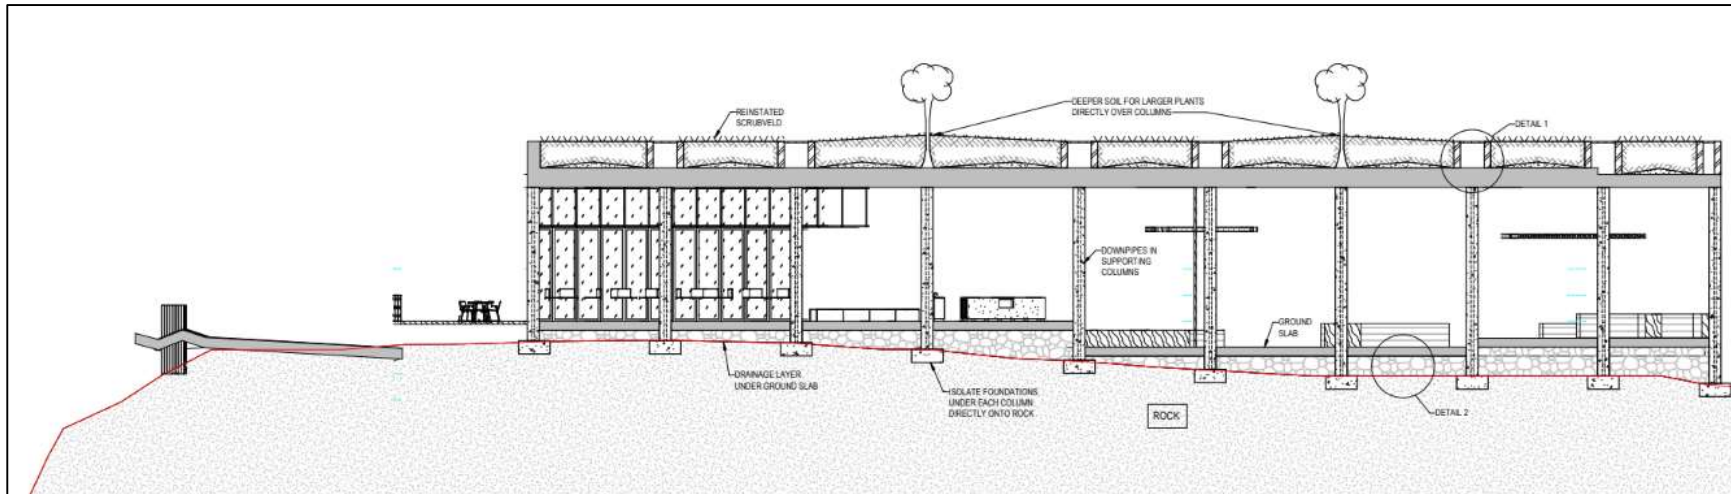 REINSTATED
SCRUBVELD
DEEPER SOIL FOR LARGER PLANTS
DIRECTLY OVER COLUMNS
DETAIL 1
DOWNPIPES IN
SUPPORTING
COLUMNS
GROUND
SLAB
DRAINAGE LAYER
UNDER GROUND SLAB
ISOLATE FOUNDATIONS
UNDER EACH COLUMN
DIRECTLY ONTO ROCK
ROCK
DETAIL 2